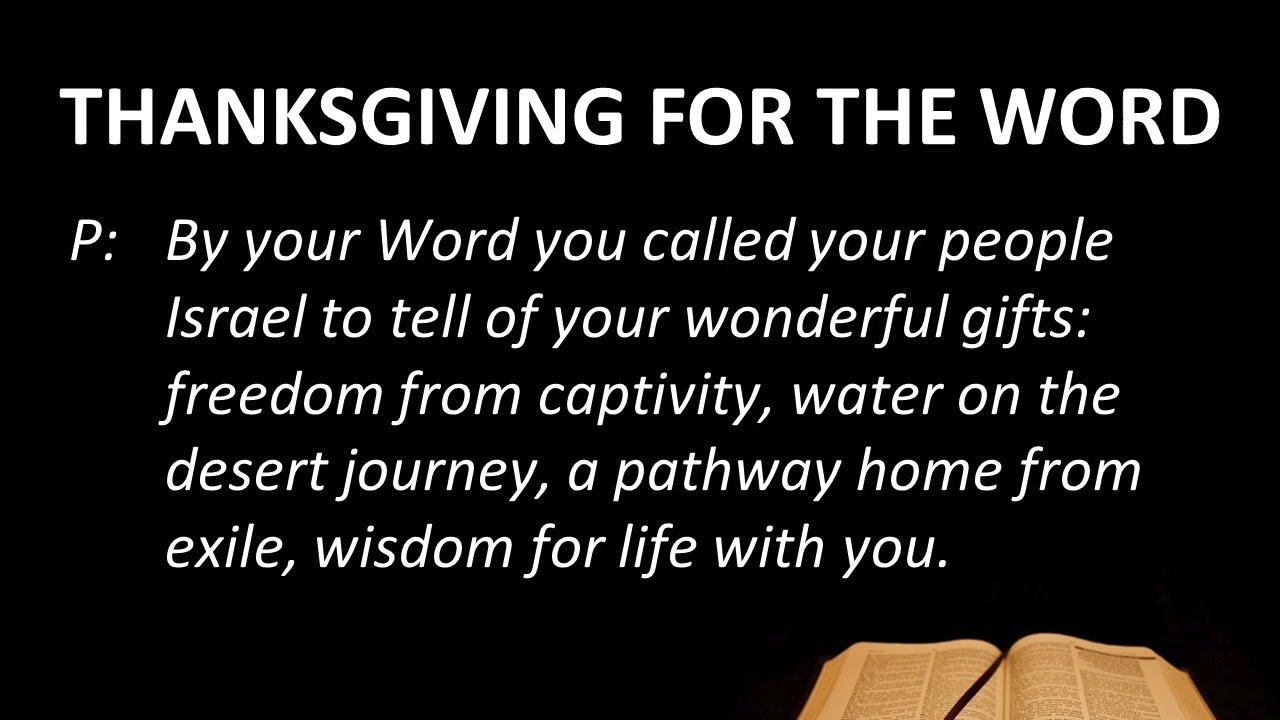 THANKSGIVING FOR THE WORD
P: By your Word you called your people
Israel to tell of your wonderful gifts:
freedom from captivity, water on the
desert journey, a pathway home from
exile, wisdom for life with you.